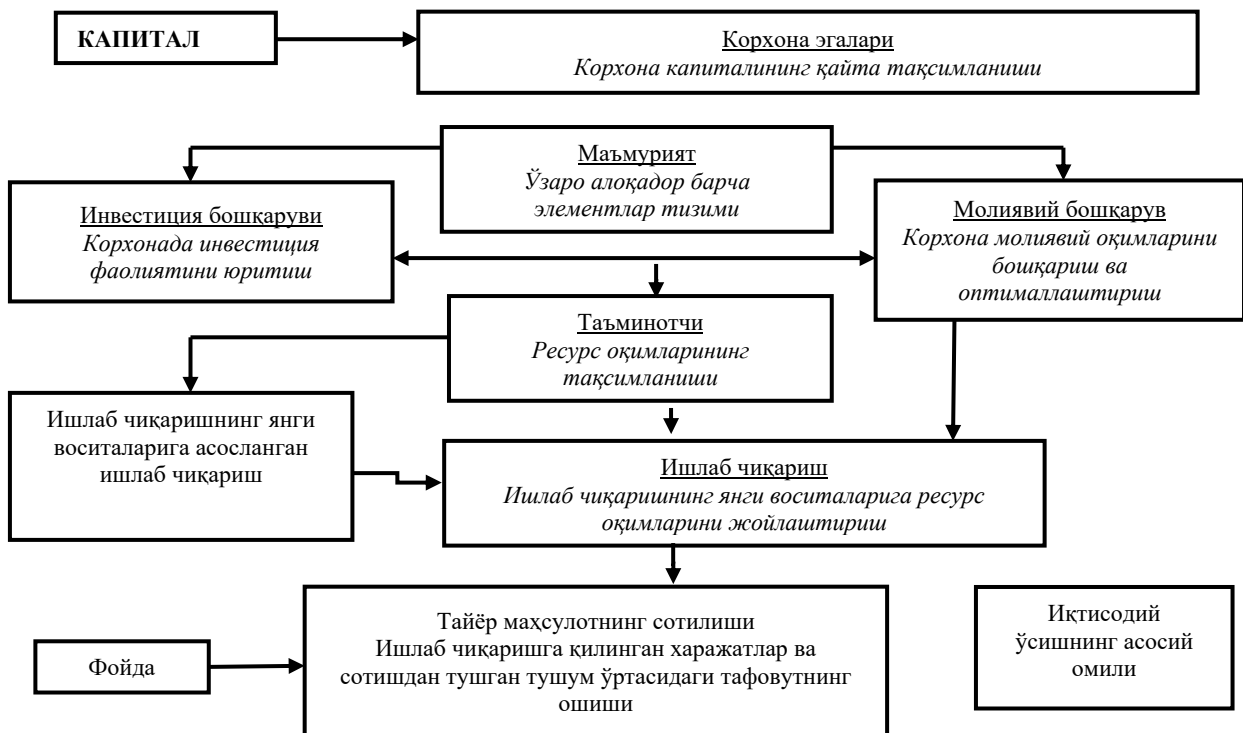 КАПИТАЛ
Корхона эгалари
Корхона капиталининг қайта тақсимланиши
Маъмурият
Ўзаро алоқадор барча
элементлар тизими
Инвестиция бошқаруви
Корхонада инвестиция
фаолиятини юритиш
Молиявий бошқарув
Корхона молиявий оқимларини
бошқариш ва
оптималлаштириш
Таъминотчи
Ресурс оқимларининг
тақсимланиши
Ишлаб чиқаришнинг янги
воситаларига асосланган
ишлаб чиқариш
Ишлаб чиқариш
Ишлаб чиқаришнинг янги воситаларига ресурс
оқимларини жойлаштириш
Тайёр маҳсулотнинг сотилиши
Ишлаб чиқаришга қилинган харажатлар ва
сотишдан тушган тушум ўртасидаги тафовутнинг
ошиши
Фойда
Иқтисодий
ўсишнинг асосий
омили